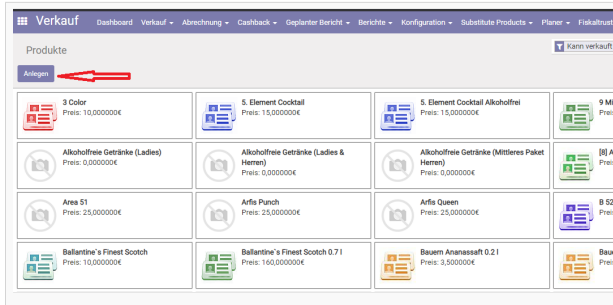 Verkauf Dashboard Verkauf Abrechnung Cashback Geplanter Bericht Berichte Konfiguration Substitute Products Planer Fiskaltrust
Produkte Kann verkauft
Anlegen
3 Color 5. Element Cocktail 5. Element Cocktail Alkoholfrei
Preis: 10,000000€ Preis: 15,000000€ Preis: 15,000000€
Alkoholfreie Getränke (Ladies) Alkoholfreie Getränke (Ladies & Alkoholfreie Getränke (Mittleres Paket
Preis: 0,000000€ Herren) Herren)
Preis: 0,000000€ Preis: 0,000000€
Area 51 Arfis Punch Arfis Queen B 52
Preis: 25,000000€ Preis: 25,000000€ Preis: 25,000000€
Ballantine`s Finest Scotch Ballantine`s Finest Scotch 0.7 l Bauern Ananassaft 0.2 l
Preis: 10,000000€ Preis: 160,000000€ Preis: 3,500000€